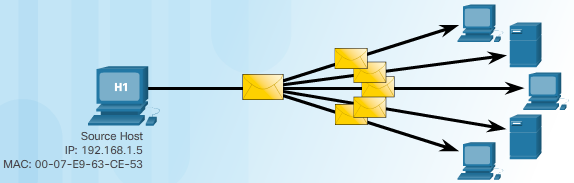 H1
Source Host
IP: 192.168.1.5
MAC: 00-07-E9-63-CE-53